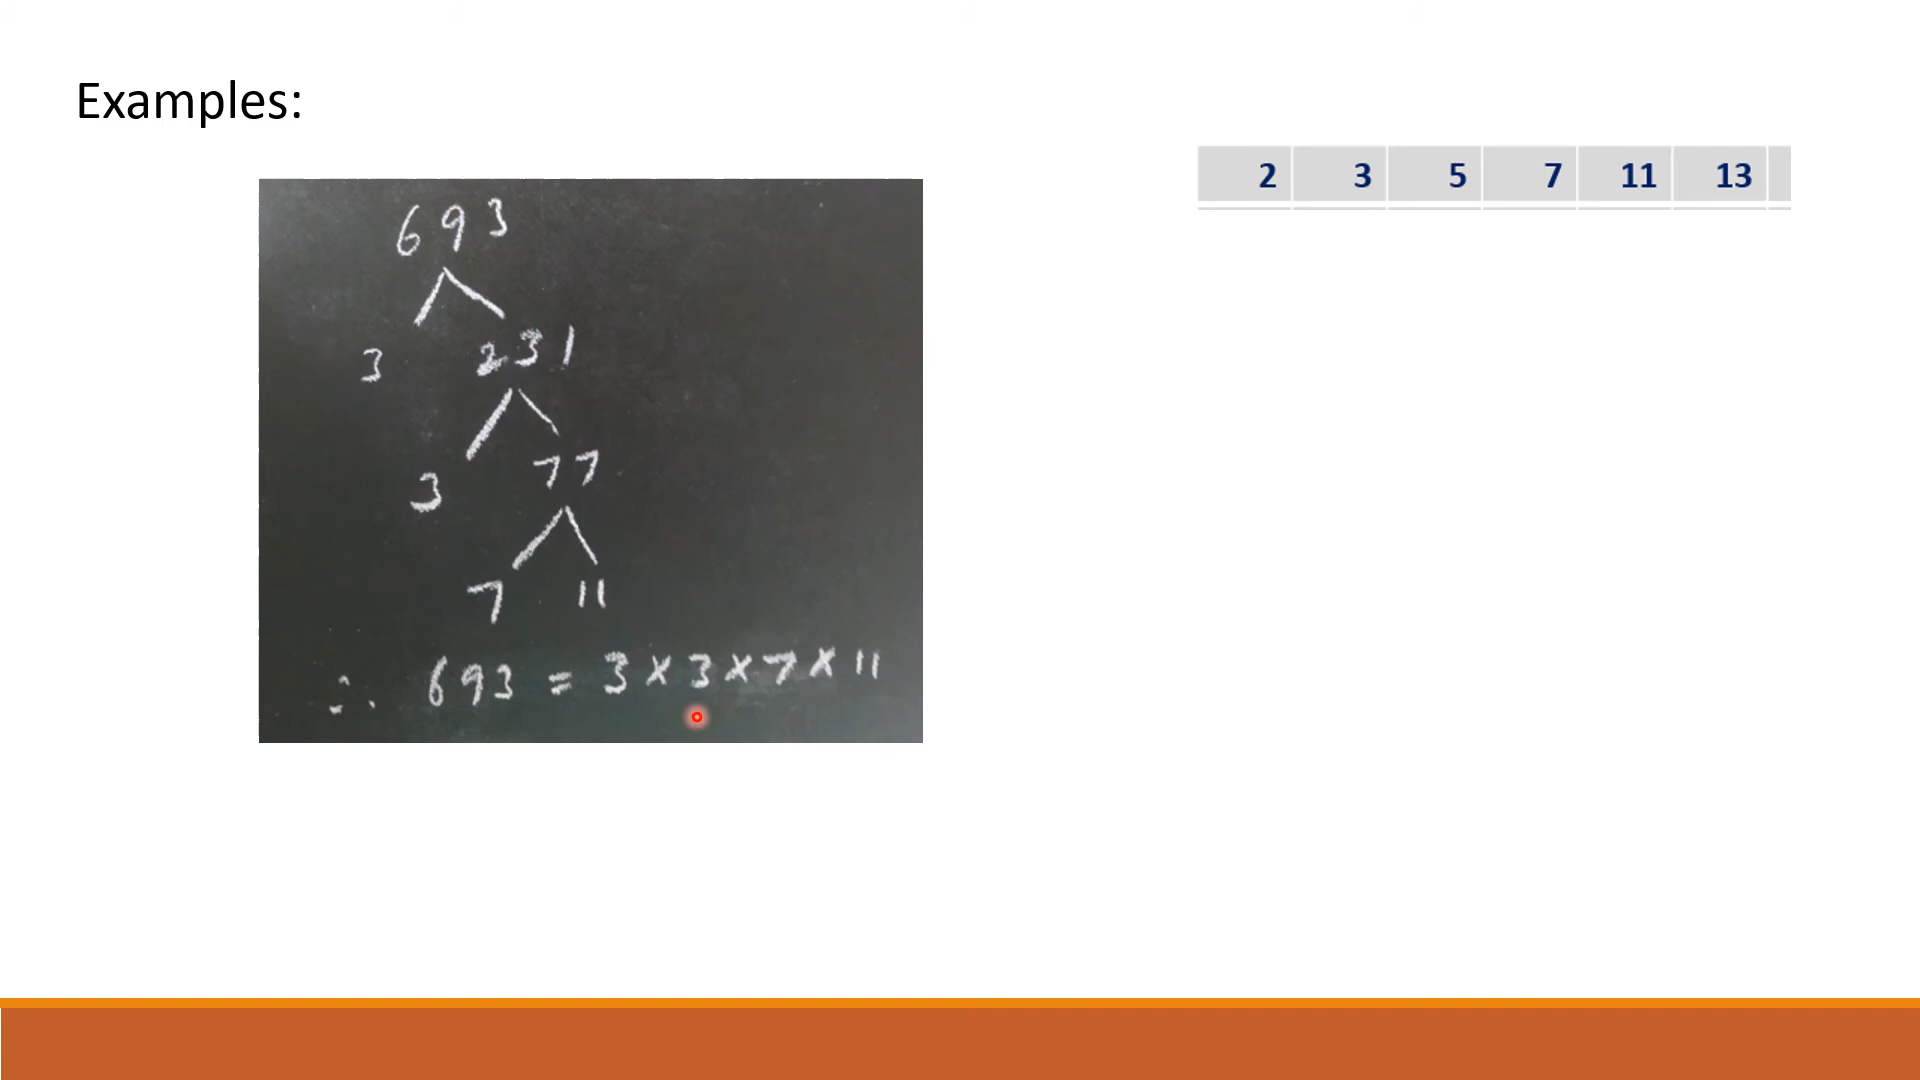 Examples:
2 3 5 7 11 13
693
3 231
3 77
7 11
∴ 693 = 3 × 3 × 7 × 11